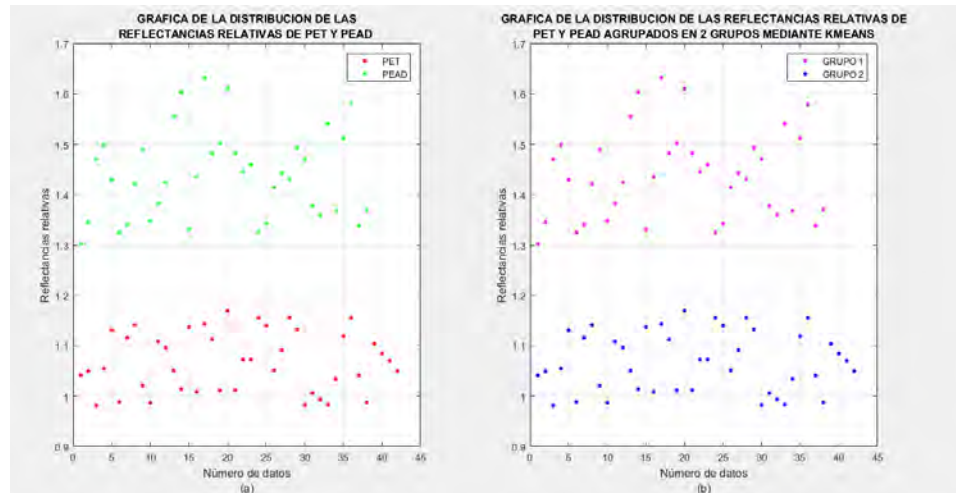 GRAFICA DE LA DISTRIBUCION DE LAS
REFLECTANCIAS RELATIVAS DE PET Y PEAD
1.7
1.6
1.5
1.4
1.3
1.2
1.1
1
0.9
Reflectancias relativas
PET
PEAD
0 5 10 15 20 25 30 35 40 45
Número de datos
(a)
GRAFICA DE LA DISTRIBUCION DE LAS REFLECTANCIAS RELATIVAS DE
PET Y PEAD AGRUPADOS EN 2 GRUPOS MEDIANTE KMEANS
1.7
1.6
1.5
1.4
1.3
1.2
1.1
1
0.9
Reflectancias relativas
GRUPO 1
GRUPO 2
0 5 10 15 20 25 30 35 40 45
Número de datos
(b)